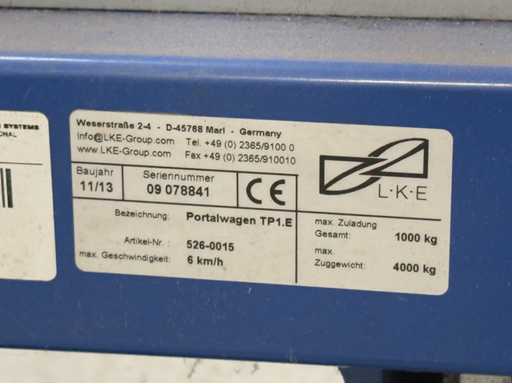 SYSTEMS
Weserstraße 2-4 - D-45768 Marl - Germany
info@LKE-Group.com Tel. +49 (0) 2365/9100 0
www.LKE-Group.com Fax +49 (0) 2365/910010
L·K·E
Baujahr Seriennummer
11/13 09 078841 CE
Bezeichnung: Portalwagen TP1.E
Artikel-Nr.: 526-0015
max. Geschwindigkeit: 6 km/h
max. Zuladung
Gesamt: 1000 kg
max.
Zuggewicht: 4000 kg